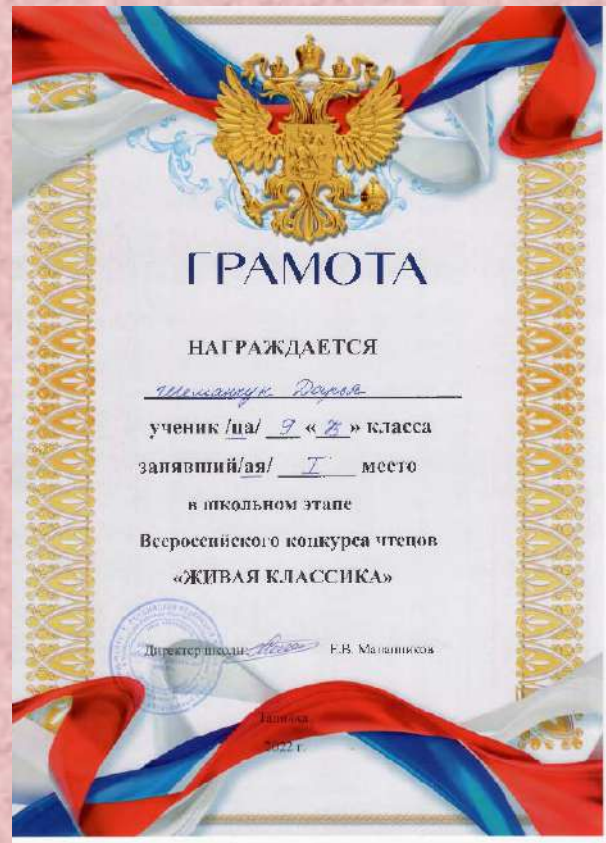 ГРАМОТА
НАГРАЖДАЕТСЯ
Шеманчук Дарья
ученик /ца/ 9 « » класса
занявший/ая/ I место
в школьном этапе
Всероссийского конкурса чтецов
«ЖИВАЯ КЛАССИКА»
Директор школы: Е.В.
2022 г.